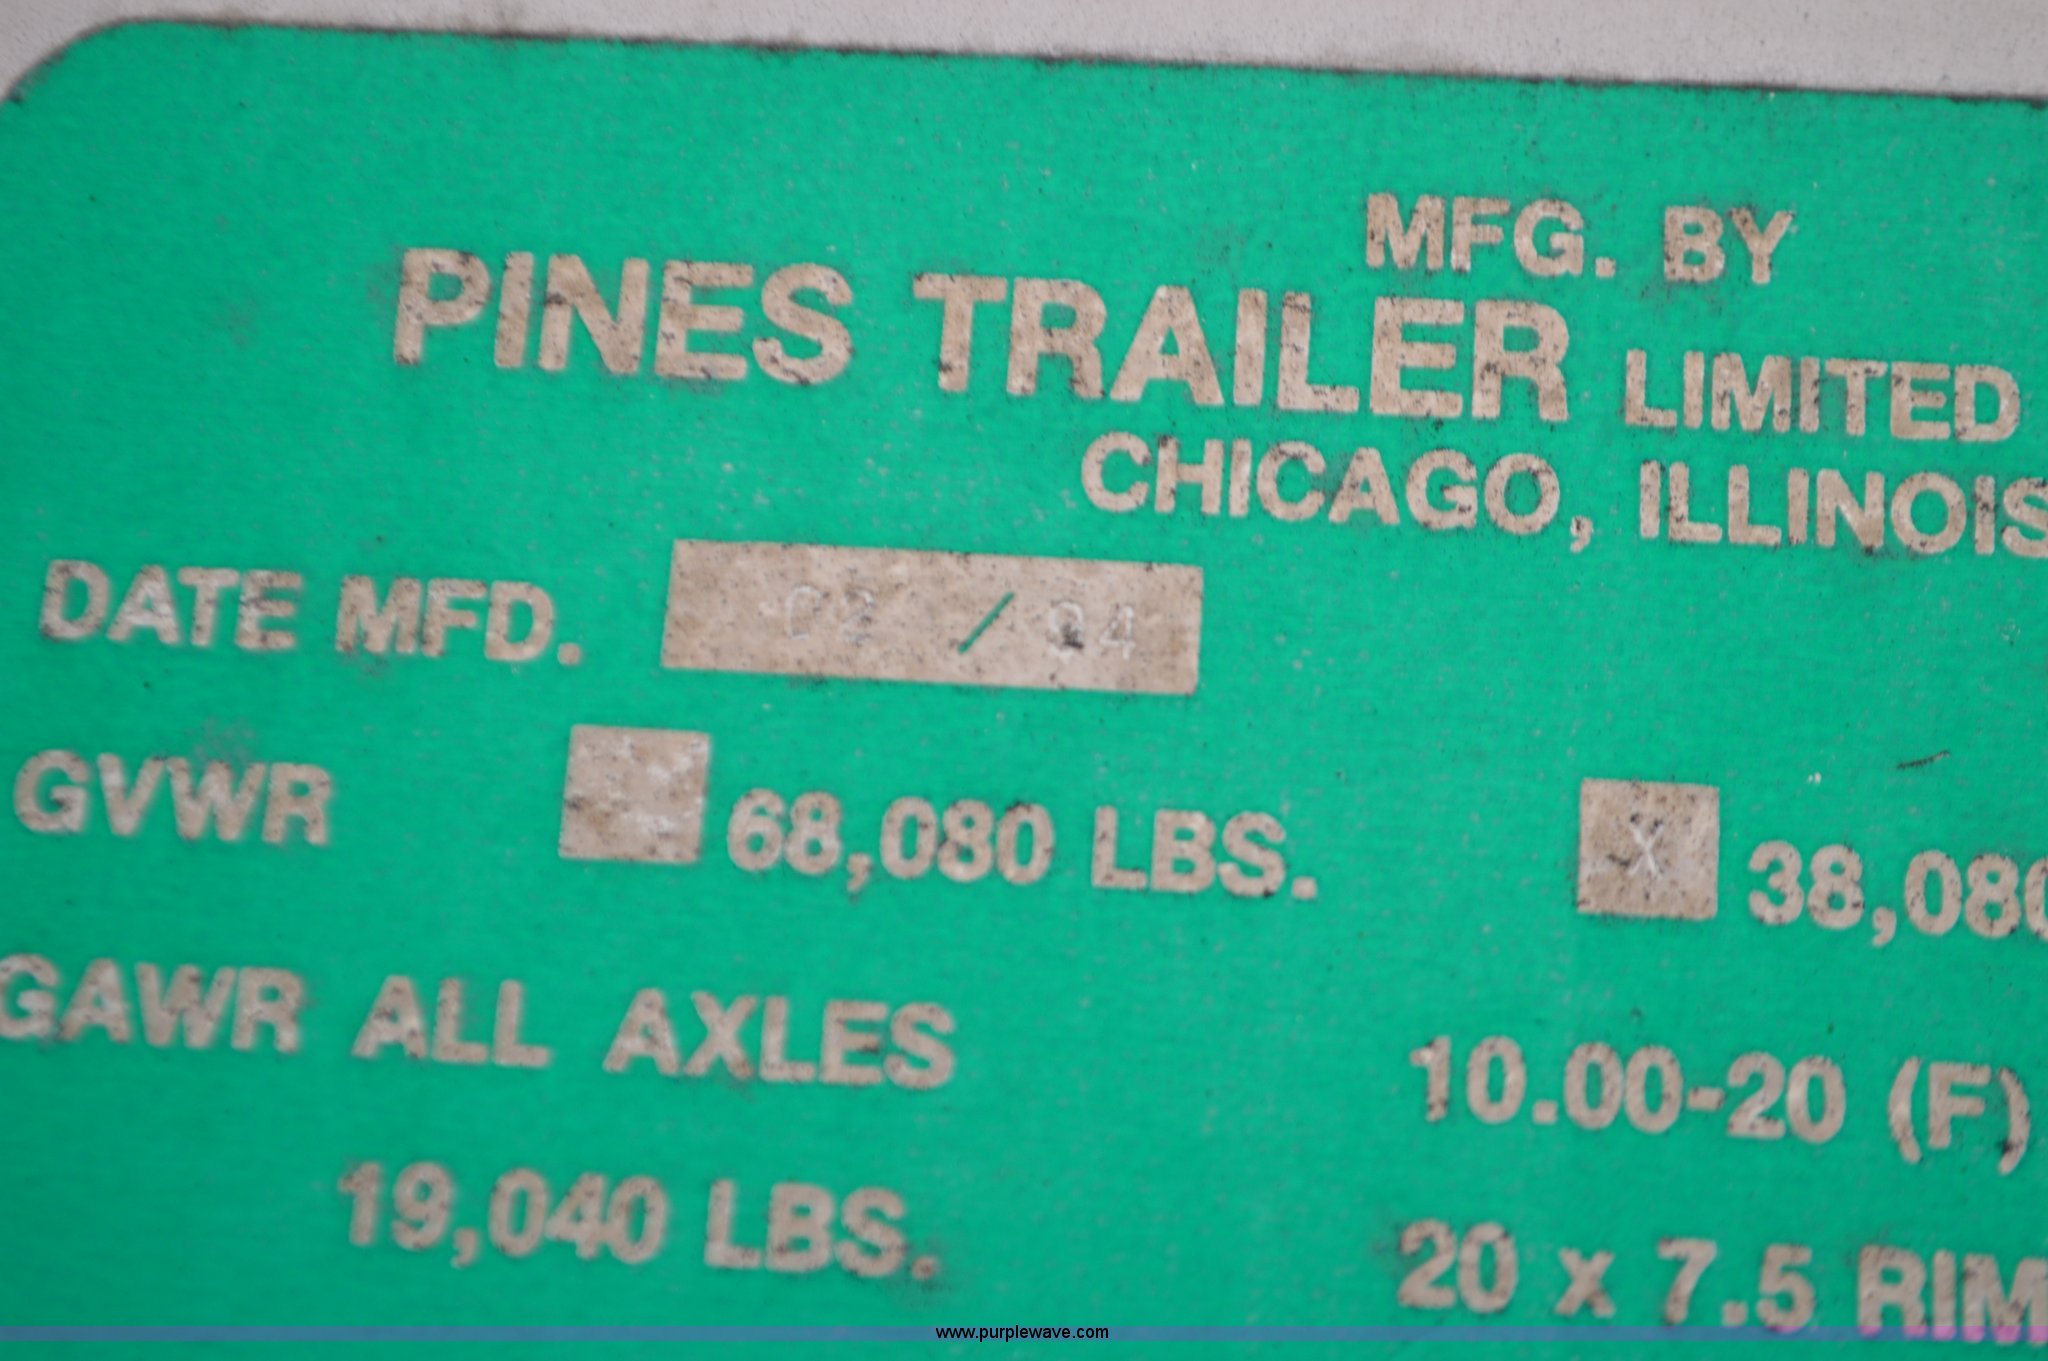 MFG. BY
PINES TRAILER LIMITED
CHICAGO, ILLINOIS
DATE MFD. 02 / 94
GVWR 68,080 LBS. X 38,080
GAWR ALL AXLES 10.00-20 (F)
19,040 LBS. 20 x 7.5 RIM
www.purplewave.com